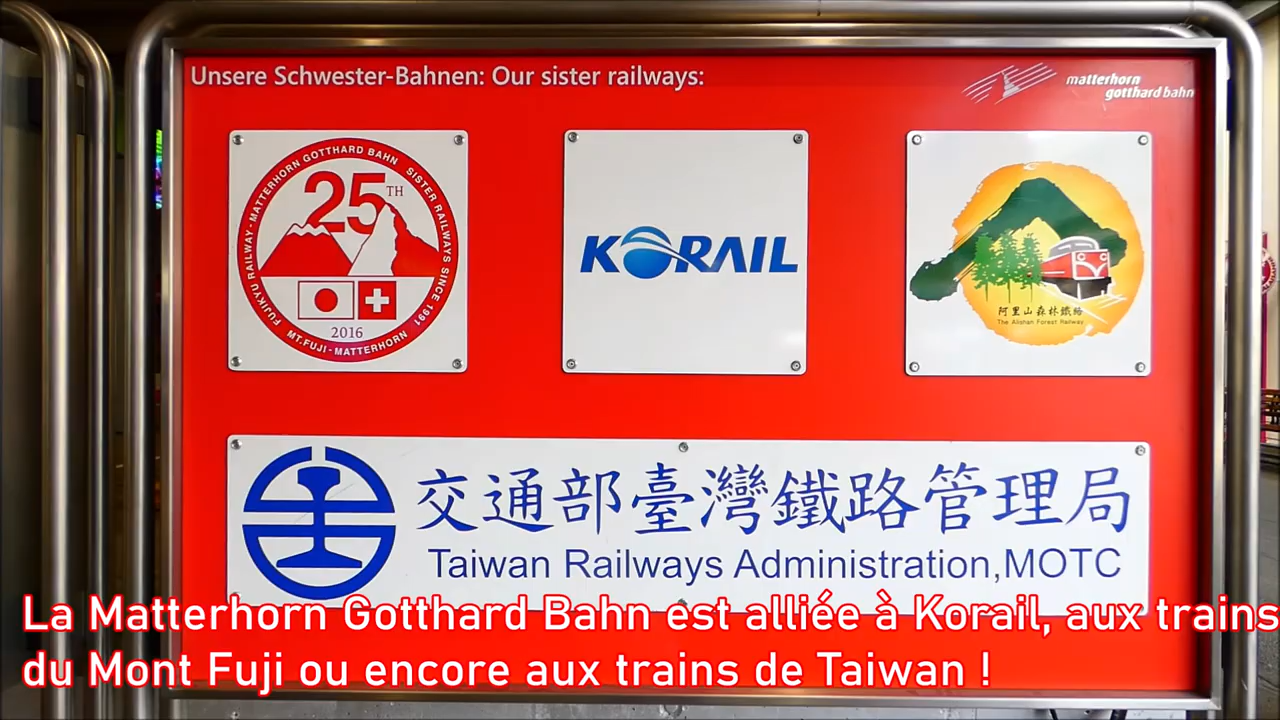 Unsere Schwester-Bahnen: Our sister railways:
matterhorn
gotthard bahn
FUJIKYU RAILWAY - MATTERHORN GOTTHARD BAHN SISTER RAILWAYS SINCE 1991
25TH
2016
MT.FUJI - MATTERHORN
KORAIL
阿里山森林鐵路
The Alishan Forest Railway
交通部臺灣鐵路管理局
Taiwan Railways Administration,MOTC
La Matterhorn Gotthard Bahn est alliée à Korail, aux trains
du Mont Fuji ou encore aux trains de Taiwan !